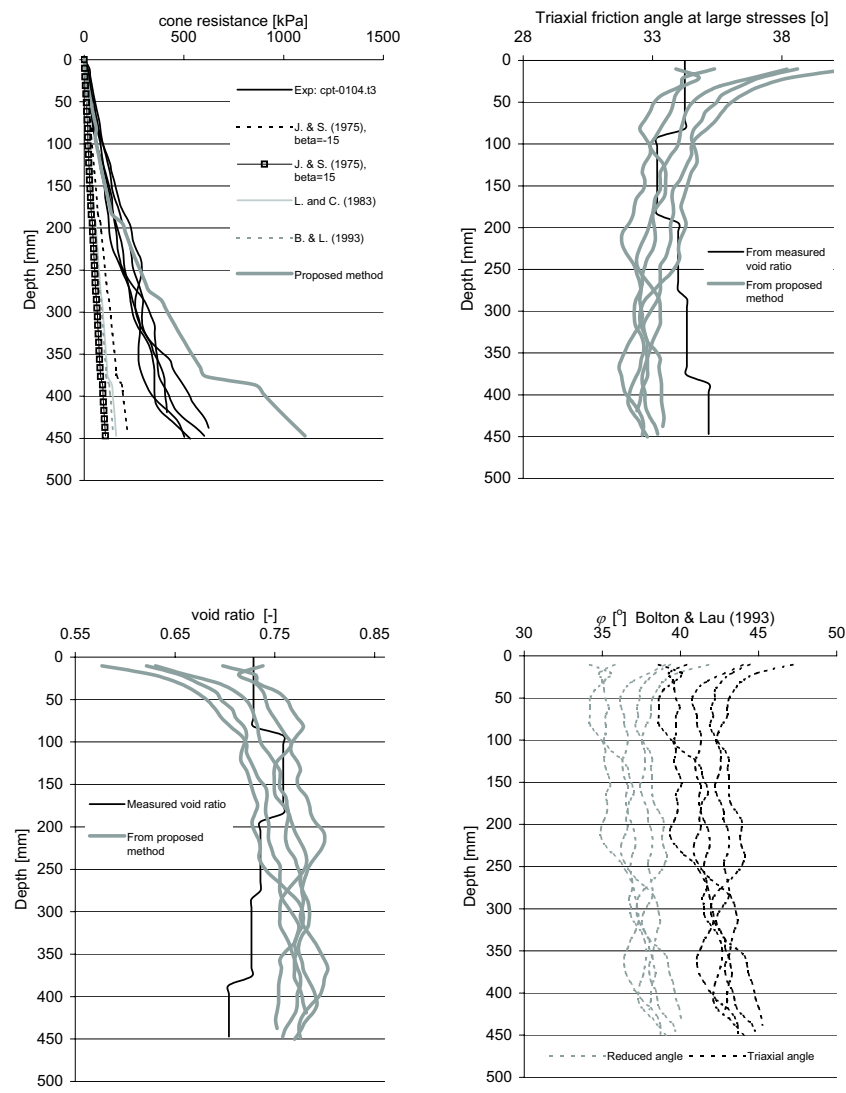 cone resistance [kPa]
0 500 1000 1500
0
50
100
150
200
250
300
350
400
450
500
Depth [mm]
Exp: cpt-0104.t3
J. & S. (1975),
beta=-15
J. & S. (1975),
beta=15
L. and C. (1983)
B. & L. (1993)
Proposed method
Triaxial friction angle at large stresses [o]
28 33 38
0
50
100
150
200
250
300
350
400
450
500
Depth [mm]
From measured
void ratio
From proposed
method
void ratio [-]
0.55 0.65 0.75 0.85
0
50
100
150
200
250
300
350
400
450
500
Depth [mm]
Measured void ratio
From proposed
method
φ [º] Bolton & Lau (1993)
30 35 40 45 50
0
50
100
150
200
250
300
350
400
450
500
Depth [mm]
Reduced angle Triaxial angle